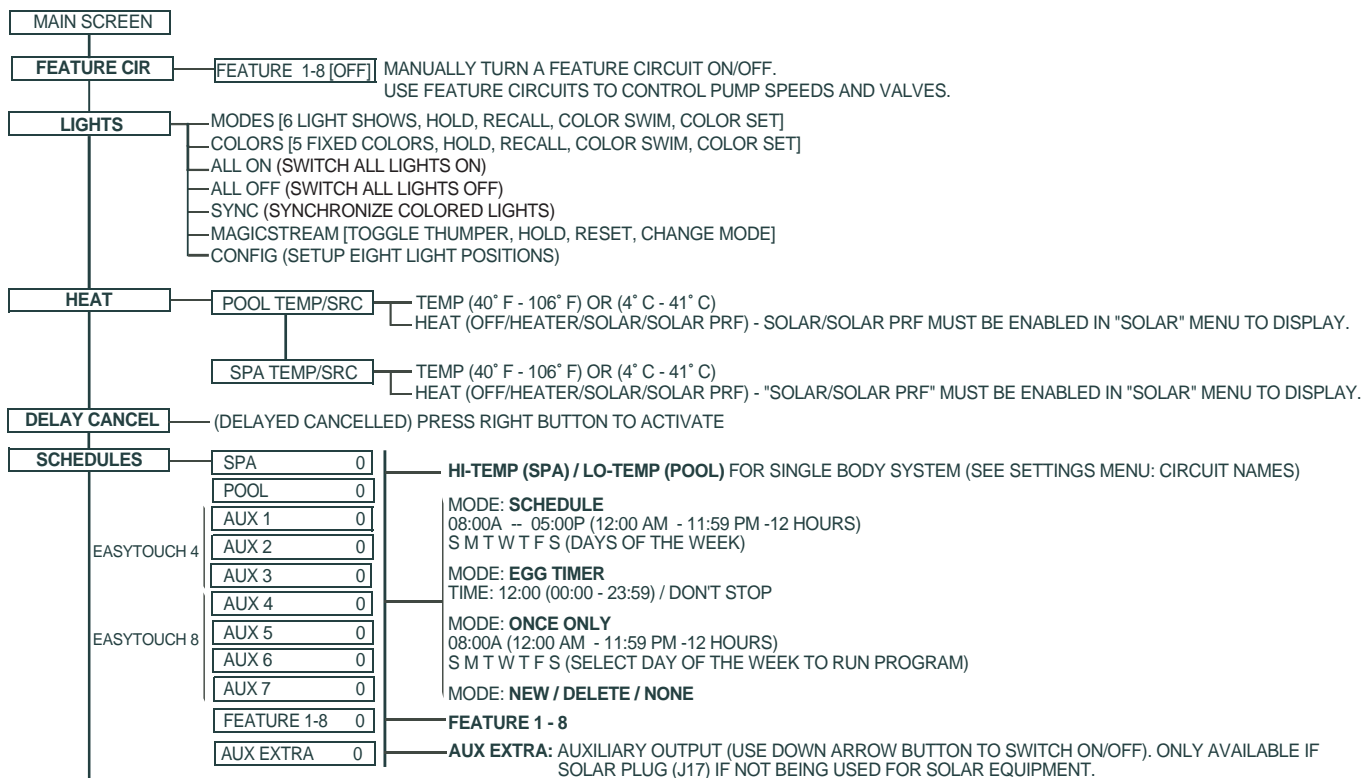 MAIN SCREEN
FEATURE CIR
FEATURE 1-8 [OFF] MANUALLY TURN A FEATURE CIRCUIT ON/OFF.
USE FEATURE CIRCUITS TO CONTROL PUMP SPEEDS AND VALVES.
LIGHTS
MODES [6 LIGHT SHOWS, HOLD, RECALL, COLOR SWIM, COLOR SET]
COLORS [5 FIXED COLORS, HOLD, RECALL, COLOR SWIM, COLOR SET]
ALL ON (SWITCH ALL LIGHTS ON)
ALL OFF (SWITCH ALL LIGHTS OFF)
SYNC (SYNCHRONIZE COLORED LIGHTS)
MAGICSTREAM [TOGGLE THUMPER, HOLD, RESET, CHANGE MODE]
CONFIG (SETUP EIGHT LIGHT POSITIONS)
HEAT
POOL TEMP/SRC
TEMP (40° F - 106° F) OR (4° C - 41° C)
HEAT (OFF/HEATER/SOLAR/SOLAR PRF) - SOLAR/SOLAR PRF MUST BE ENABLED IN "SOLAR" MENU TO DISPLAY.
SPA TEMP/SRC
TEMP (40° F - 106° F) OR (4° C - 41° C)
HEAT (OFF/HEATER/SOLAR/SOLAR PRF) - "SOLAR/SOLAR PRF" MUST BE ENABLED IN "SOLAR" MENU TO DISPLAY.
DELAY CANCEL
(DELAYED CANCELLED) PRESS RIGHT BUTTON TO ACTIVATE
SCHEDULES
SPA 0
POOL 0
EASYTOUCH 4
AUX 1 0
AUX 2 0
AUX 3 0
EASYTOUCH 8
AUX 4 0
AUX 5 0
AUX 6 0
AUX 7 0
FEATURE 1-8 0
AUX EXTRA 0
HI-TEMP (SPA) / LO-TEMP (POOL) FOR SINGLE BODY SYSTEM (SEE SETTINGS MENU: CIRCUIT NAMES)
MODE: SCHEDULE
08:00A -- 05:00P (12:00 AM - 11:59 PM -12 HOURS)
S M T W T F S (DAYS OF THE WEEK)
MODE: EGG TIMER
TIME: 12:00 (00:00 - 23:59) / DON'T STOP
MODE: ONCE ONLY
08:00A (12:00 AM - 11:59 PM -12 HOURS)
S M T W T F S (SELECT DAY OF THE WEEK TO RUN PROGRAM)
MODE: NEW / DELETE / NONE
FEATURE 1 - 8
AUX EXTRA: AUXILIARY OUTPUT (USE DOWN ARROW BUTTON TO SWITCH ON/OFF). ONLY AVAILABLE IF
SOLAR PLUG (J17) IF NOT BEING USED FOR SOLAR EQUIPMENT.